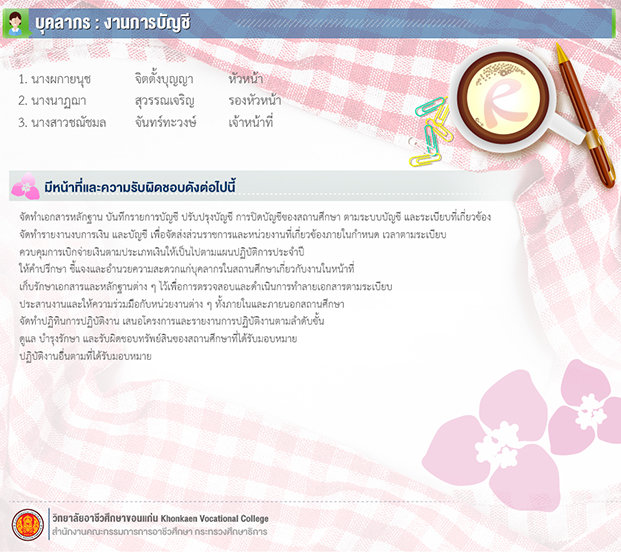 บุคลากร : งานการบัญชี
1. นางผกายนุช จิตตั้งบุญญา หัวหน้า
2. นางนาฏฌา สุวรรณเจริญ รองหัวหน้า
3. นางสาวชณัชมล จันทร์ทะวงษ์ เจ้าหน้าที่
R
มีหน้าที่และความรับผิดชอบดังต่อไปนี้
จัดทำเอกสารหลักฐาน บันทึกรายการบัญชี ปรับปรุงบัญชี การปิดบัญชีของสถานศึกษา ตามระบบบัญชี และระเบียบที่เกี่ยวข้อง
จัดทำรายงานงบการเงิน และบัญชี เพื่อจัดส่งส่วนราชการและหน่วยงานที่เกี่ยวข้องภายในกำหนด เวลาตามระเบียบ
ควบคุมการเบิกจ่ายเงินตามประเภทเงินให้เป็นไปตามแผนปฏิบัติการประจำปี
ให้คำปรึกษา ชี้แจงและอำนวยความสะดวกแก่บุคลากรในสถานศึกษาเกี่ยวกับงานในหน้าที่
เก็บรักษาเอกสารและหลักฐานต่าง ๆ ไว้เพื่อการตรวจสอบและดำเนินการทำลายเอกสารตามระเบียบ
ประสานงานและให้ความร่วมมือกับหน่วยงานต่าง ๆ ทั้งภายในและภายนอกสถานศึกษา
จัดทำปฏิทินการปฏิบัติงาน เสนอโครงการและรายงานการปฏิบัติงานตามลำดับขั้น
ดูแล บำรุงรักษา และรับผิดชอบทรัพย์สินของสถานศึกษาที่ได้รับมอบหมาย
ปฏิบัติงานอื่นตามที่ได้รับมอบหมาย
วิทยาลัยอาชีวศึกษาขอนแก่น Khonkaen Vocational College
สำนักงานคณะกรรมการการอาชีวศึกษา กระทรวงศึกษาธิการ